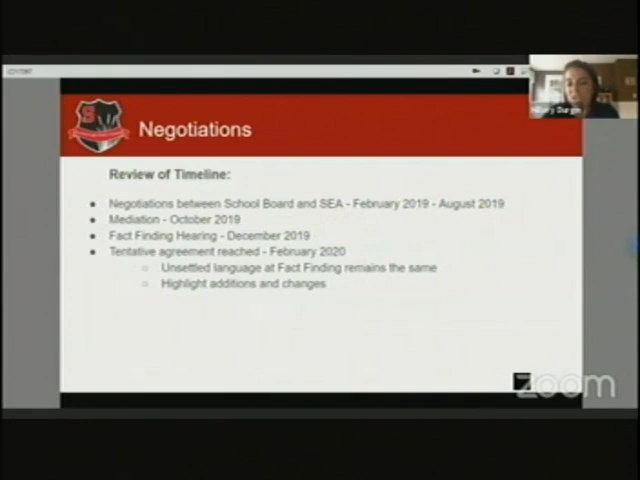 Negotiations
Review of Timeline:
Negotiations between School Board and SEA - February 2019 - August 2019
Mediation - October 2019
Fact Finding Hearing - December 2019
Tentative agreement reached - February 2020
Unsettled language at Fact Finding remains the same
Highlight additions and changes
zoom